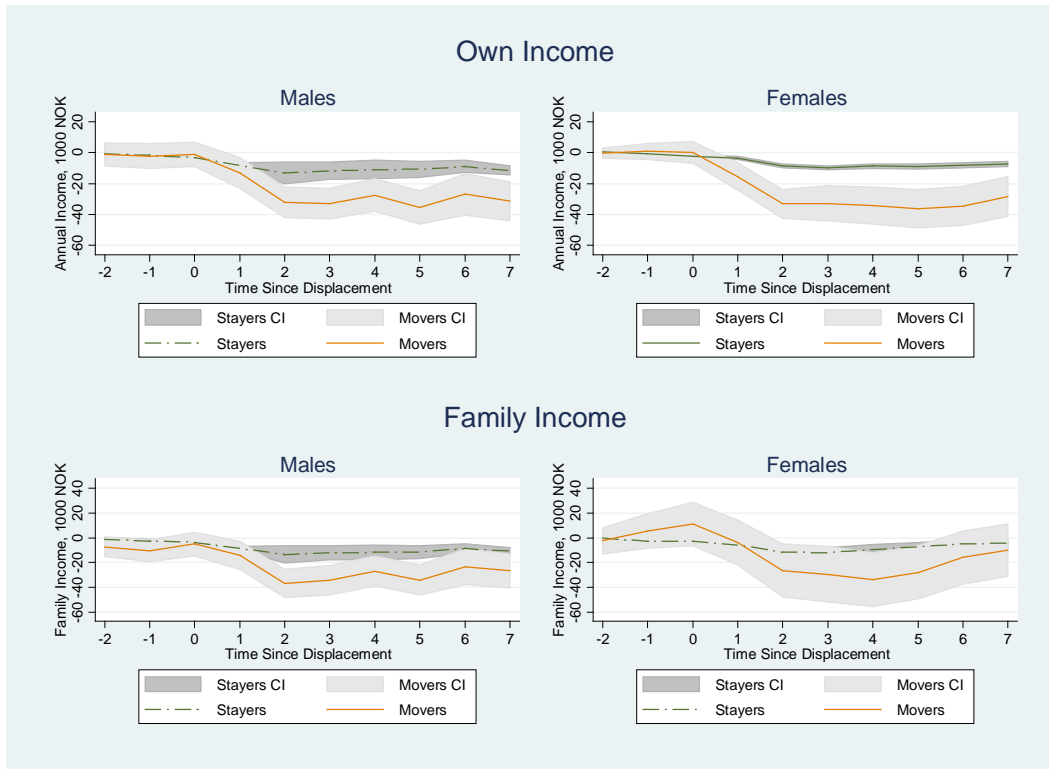 Own Income
Males
Females
Annual Income, 1000 NOK
20
0
-20
-40
-60
-2 -1 0 1 2 3 4 5 6 7
Time Since Displacement
Stayers CI Movers CI
Stayers Movers
Annual Income, 1000 NOK
20
0
-20
-40
-60
-2 -1 0 1 2 3 4 5 6 7
Time Since Displacement
Stayers CI Movers CI
Stayers Movers
Family Income
Males
Females
Family Income, 1000 NOK
40
20
0
-20
-40
-60
-2 -1 0 1 2 3 4 5 6 7
Time Since Displacement
Stayers CI Movers CI
Stayers Movers
Family Income, 1000 NOK
40
20
0
-20
-40
-60
-2 -1 0 1 2 3 4 5 6 7
Time Since Displacement
Stayers CI Movers CI
Stayers Movers